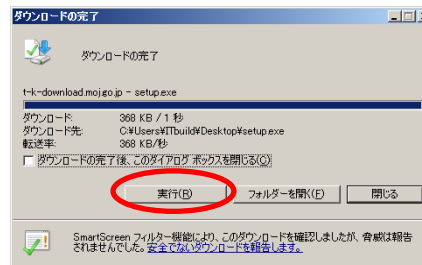 ダウンロードの完了
ダウンロードの完了
t-k-download.moj.go.jp - setup.exe
ダウンロード: 368 KB / 1 秒
ダウンロード先: C:¥Users¥ITbuild¥Desktop¥setup.exe
転送率: 368 KB/秒
ダウンロードの完了後、このダイアログ ボックスを閉じる(C)
実行(R) フォルダーを開く(F) 閉じる
SmartScreen フィルター機能により、このダウンロードを確認しましたが、脅威は報告
されませんでした。安全でないダウンロードを報告します。